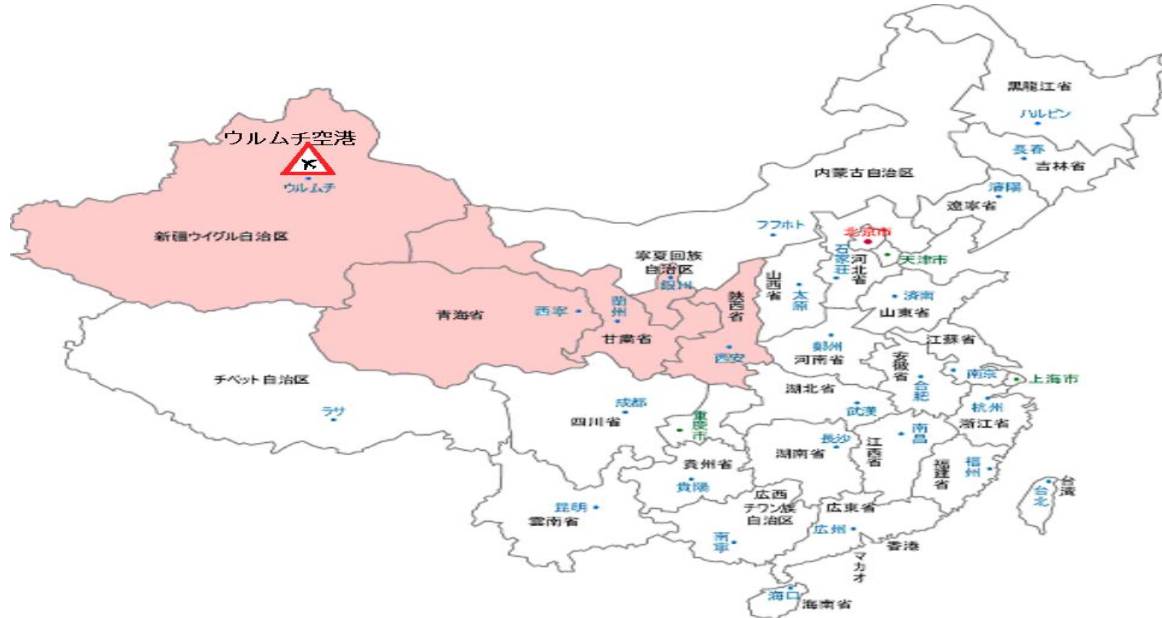 黒龍江省
ハルビン
ウルムチ空港
長春
吉林省
内蒙古自治区
瀋陽
遼寧省
ウルムチ
フフホト
北京市
新疆ウイグル自治区
寧夏回族
自治区
銀川
石家荘
河北省
天津市
山西省
太原
陝西省
済南
山東省
青海省
西寧
蘭州
甘粛省
西安
鄭州
河南省
江蘇省
安徽省
合肥
南京
上海市
チベット自治区
ラサ
成都
四川省
重慶市
湖北省
武漢
杭州
浙江省
長沙
湖南省
江西省
南昌
貴州省
貴陽
福建省
福州
昆明
雲南省
広西
チワン族
自治区
南寧
広東省
広州
香港
マカオ
台湾
台北
海口
海南省